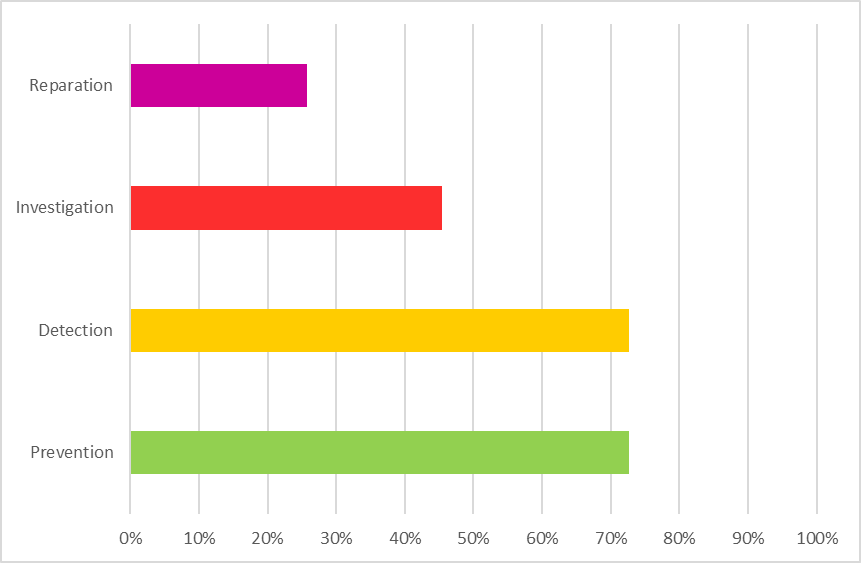 Reparation
Investigation
Detection
Prevention
0% 10% 20% 30% 40% 50% 60% 70% 80% 90% 100%